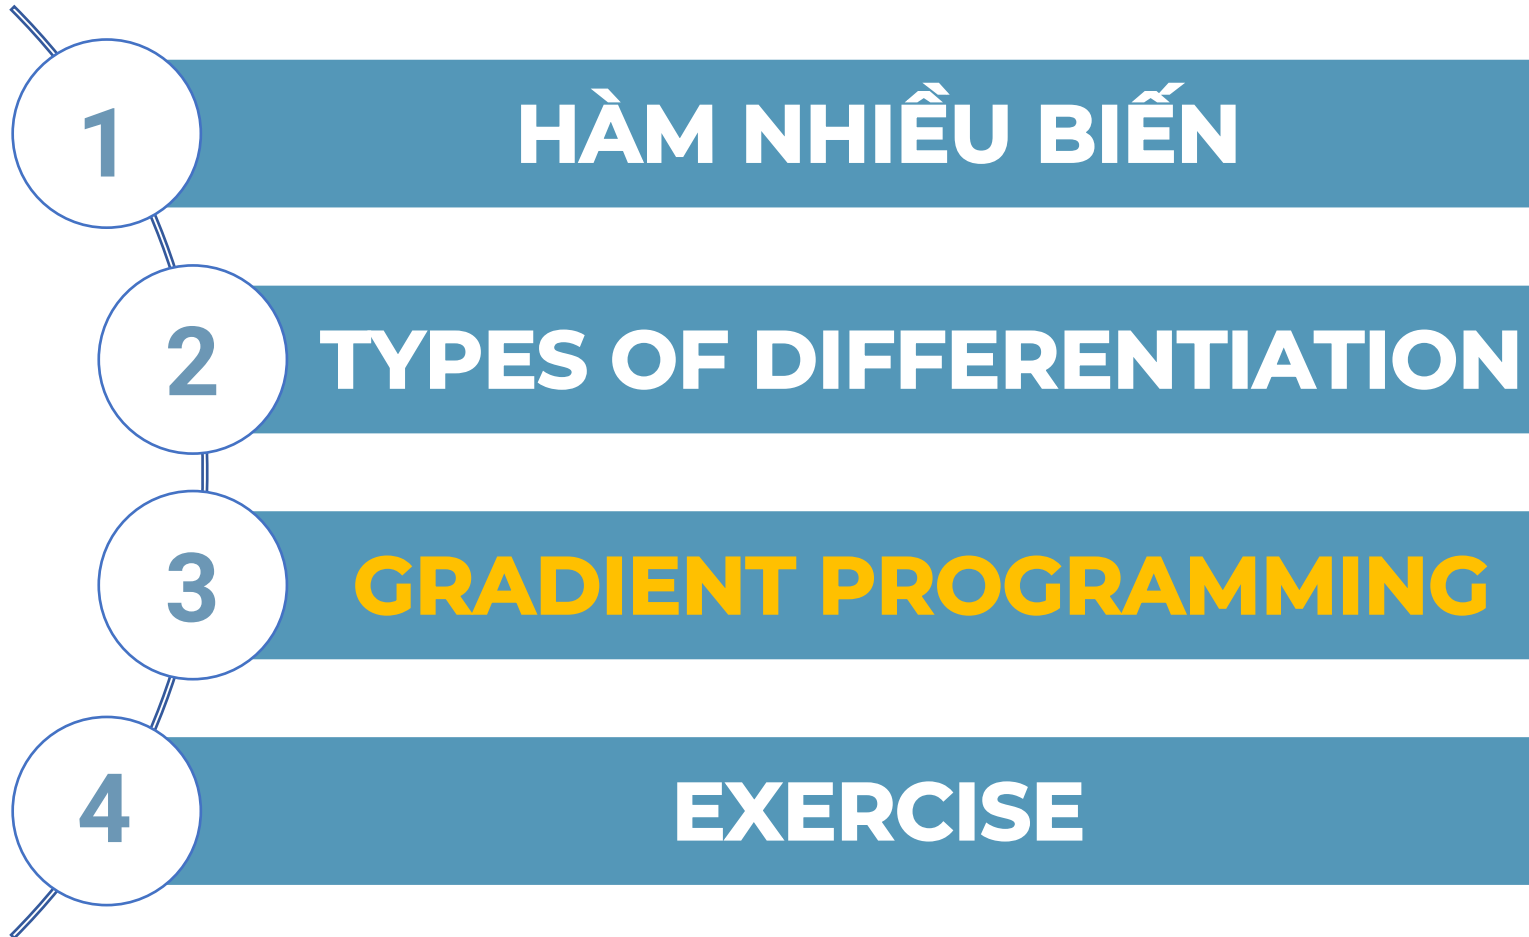 1
HÀM NHIỀU BIẾN
2
TYPES OF DIFFERENTIATION
3
GRADIENT PROGRAMMING
4
EXERCISE